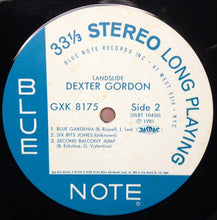 33⅓ STEREO LONG PLAYING
BLUE NOTE RECORDS INC • 47 WEST 63rd • NYC
LANDSLIDE
DEXTER GORDON
GXK 8175
Side 2
(SLRT 10456)
℗ 1981
1. BLUE GARDENIA (B. Russell, L. Lee)
2. SIX BITS JONES (Unknown)
3. SECOND BALCONY JUMP
(B. Eckstine, G. Valentine)
BLUE
NOTE